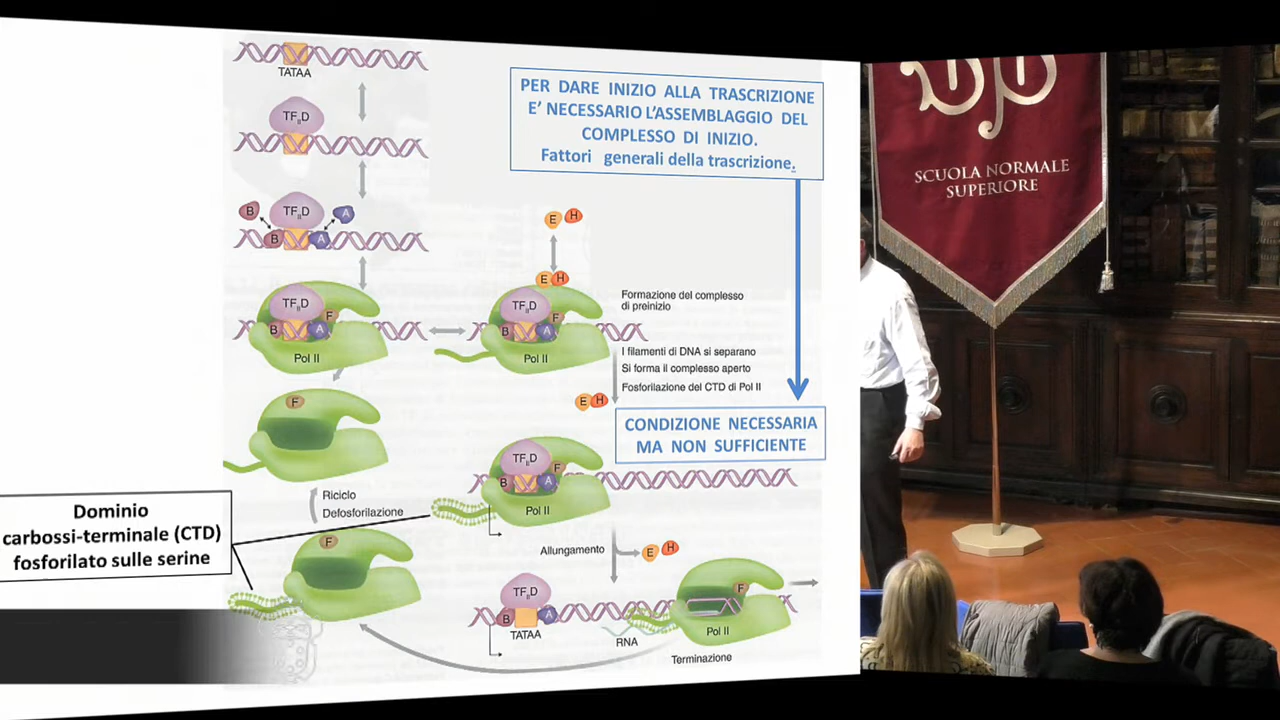 TATAA
PER DARE INIZIO ALLA TRASCRIZIONE
E' NECESSARIO L'ASSEMBLAGGIO DEL
COMPLESSO DI INIZIO.
Fattori generali della trascrizione.
TFIID
B
TFIID
A
B
A
E
H
E
H
TFIID
F
B
A
Pol II
TFIID
F
B
A
Pol II
Formazione del complesso
di preinizio
I filamenti di DNA si separano
Si forma il complesso aperto
Fosforilazione del CTD di Pol II
E
H
CONDIZIONE NECESSARIA
MA NON SUFFICIENTE
F
TFIID
F
B
A
Pol II
Riciclo
Defosforilazione
Dominio
carbossi-terminale (CTD)
fosforilato sulle serine
F
Allungamento
E
H
TFIID
B
A
TATAA
F
Pol II
RNA
Terminazione
SCUOLA NORMALE
SUPERIORE